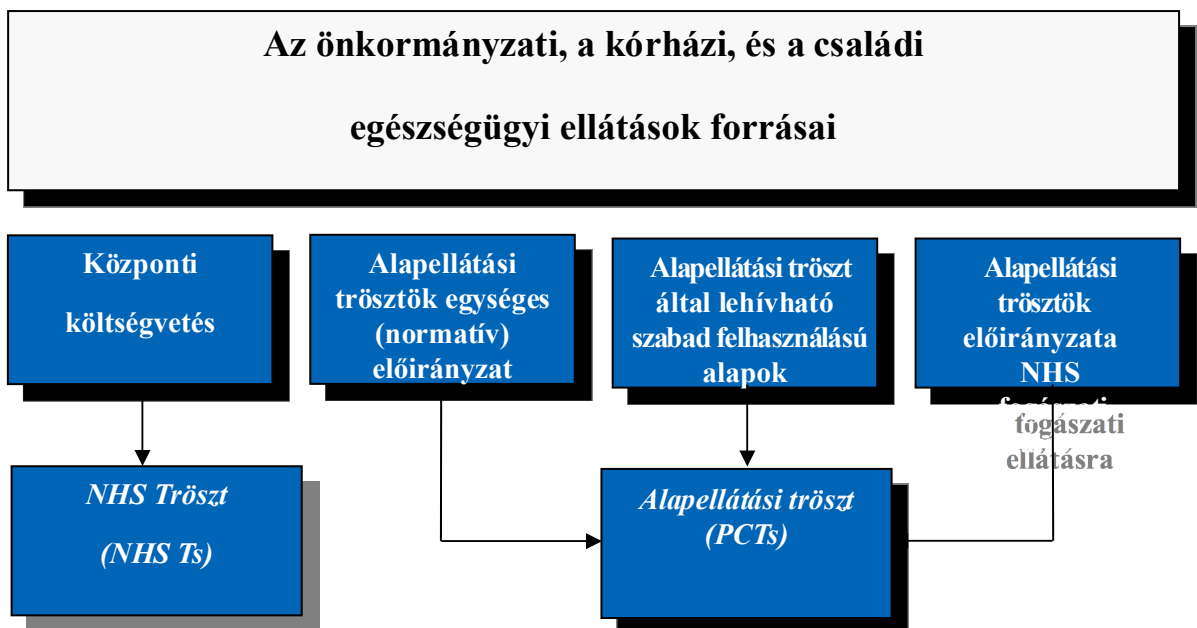 Az önkormányzati, a kórházi, és a családi
egészségügyi ellátások forrásai
Központi
költségvetés
Alapellátási
trösztök egységes
(normatív)
előirányzat
Alapellátási tröszt
által lehívható
szabad felhasználású
alapok
Alapellátási
trösztök
előirányzata
NHS
fogászati
ellátásra
NHS Tröszt
(NHS Ts)
Alapellátási tröszt
(PCTs)